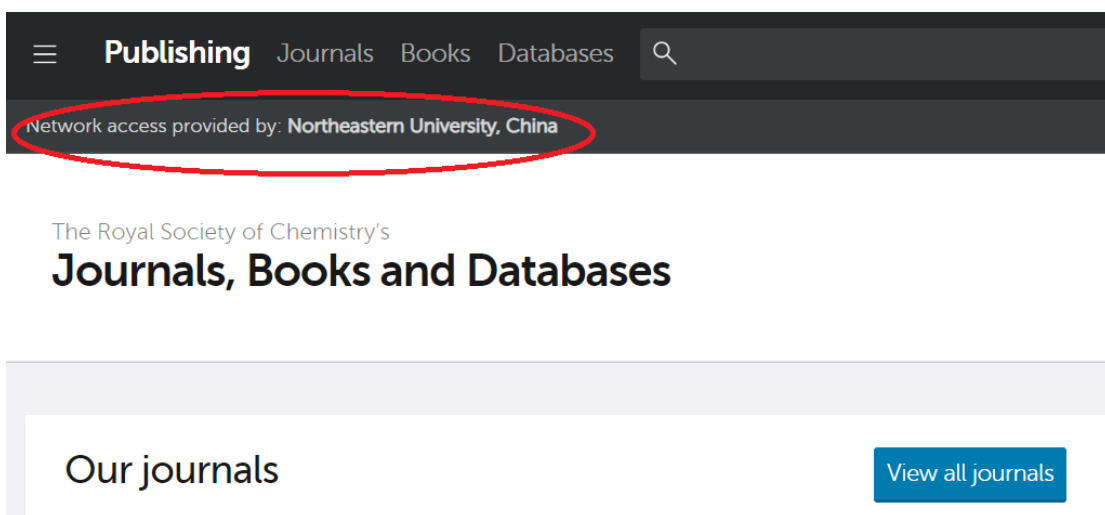 Publishing Journals Books Databases
Network access provided by: Northeastern University, China
The Royal Society of Chemistry's
Journals, Books and Databases
Our journals
View all journals